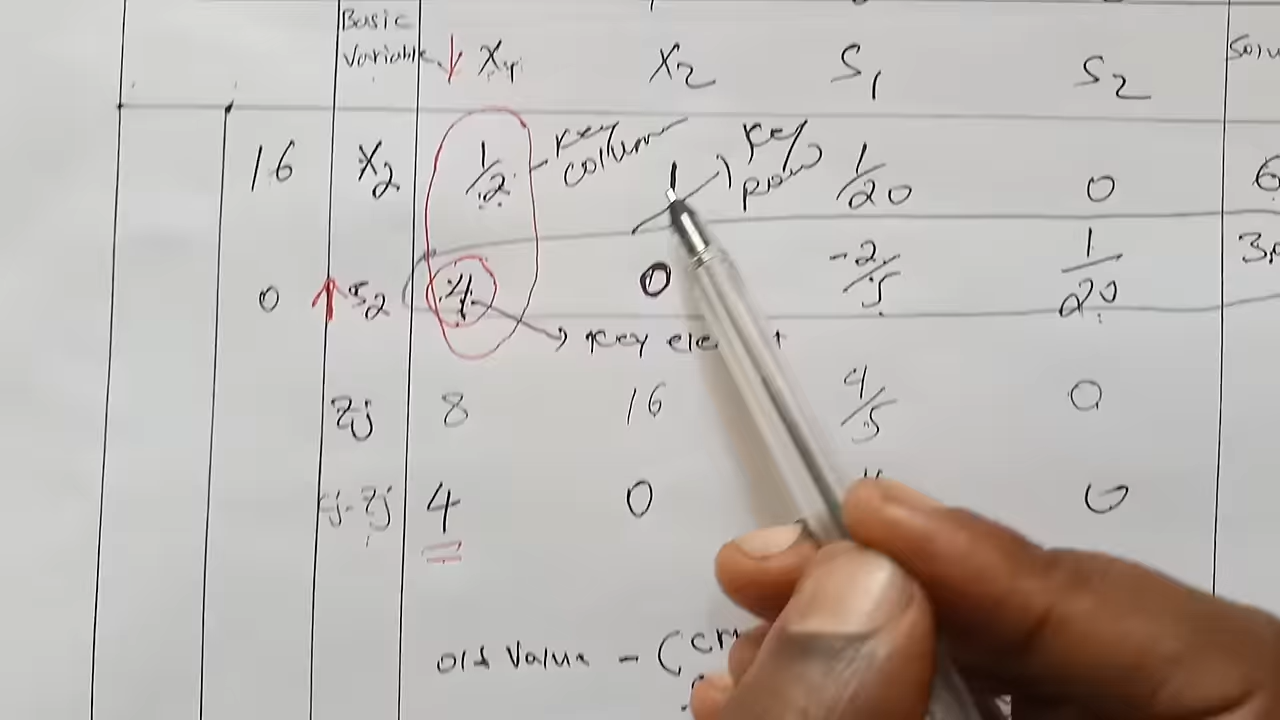 Basic
Variable X1 X2 S1 S2
16 X2 1/2 key column 1 key row 1/20 0 6
0 S2 4 0 -2/5 1/20
key
Zj 8 16 4/5 0
j-Zj 4 0 0
old Value - (